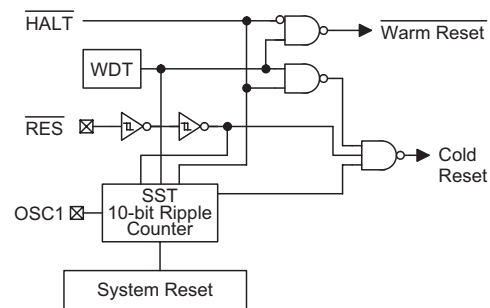 HALT
Warm Reset
WDT
RES
Cold
Reset
SST
10-bit Ripple
Counter
OSC1
System Reset